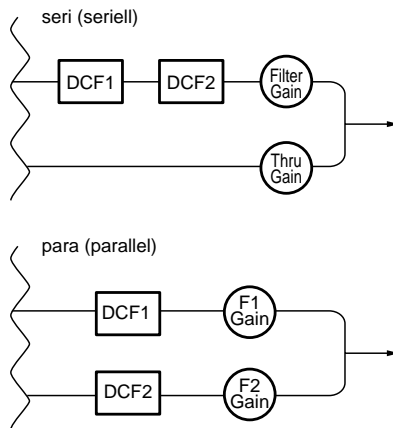 seri (seriell)
DCF1
DCF2
Filter
Gain
Thru
Gain
para (parallel)
DCF1
F1
Gain
DCF2
F2
Gain